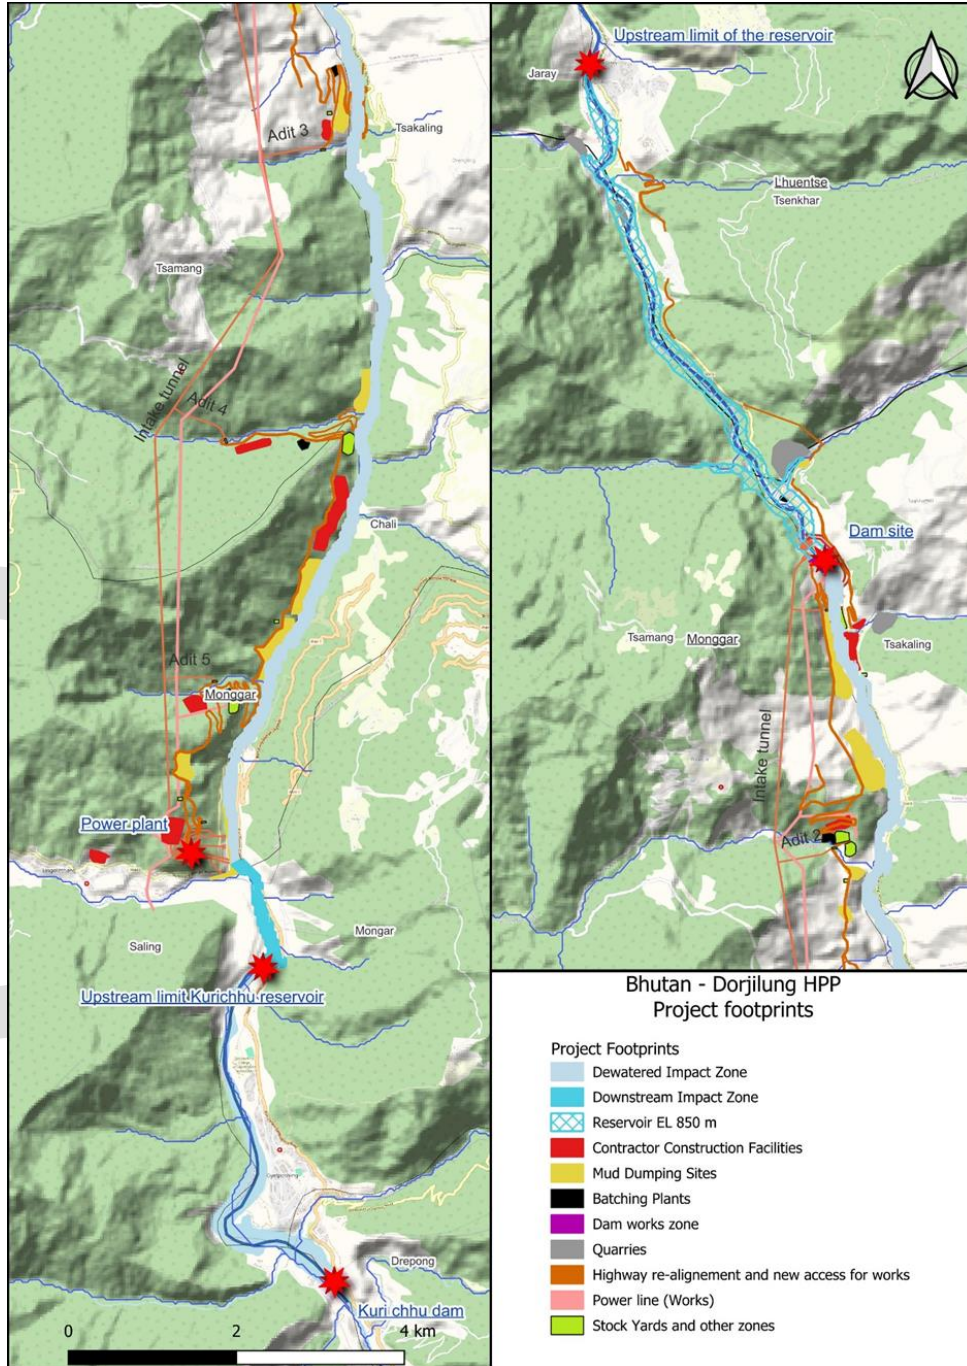 Adit 3
Tsakaling
Tsamang
Intake tunnel
Adit 4
Chali
Adit 5
Monggar
Power plant
Saling
Mongar
Upstream limit Kurichhu reservoir
Drepong
Kuri chhu dam
0 2 4 km
Upstream limit of the reservoir
Jaray
Lhuentse
Tsenkhar
Dam site
Tsamang Monggar
Tsakaling
Intake tunnel
Adit 2
Bhutan - Dorjilung HPP
Project footprints
Project Footprints
Dewatered Impact Zone
Downstream Impact Zone
Reservoir EL 850 m
Contractor Construction Facilities
Mud Dumping Sites
Batching Plants
Dam works zone
Quarries
Highway re-alignement and new access for works
Power line (Works)
Stock Yards and other zones